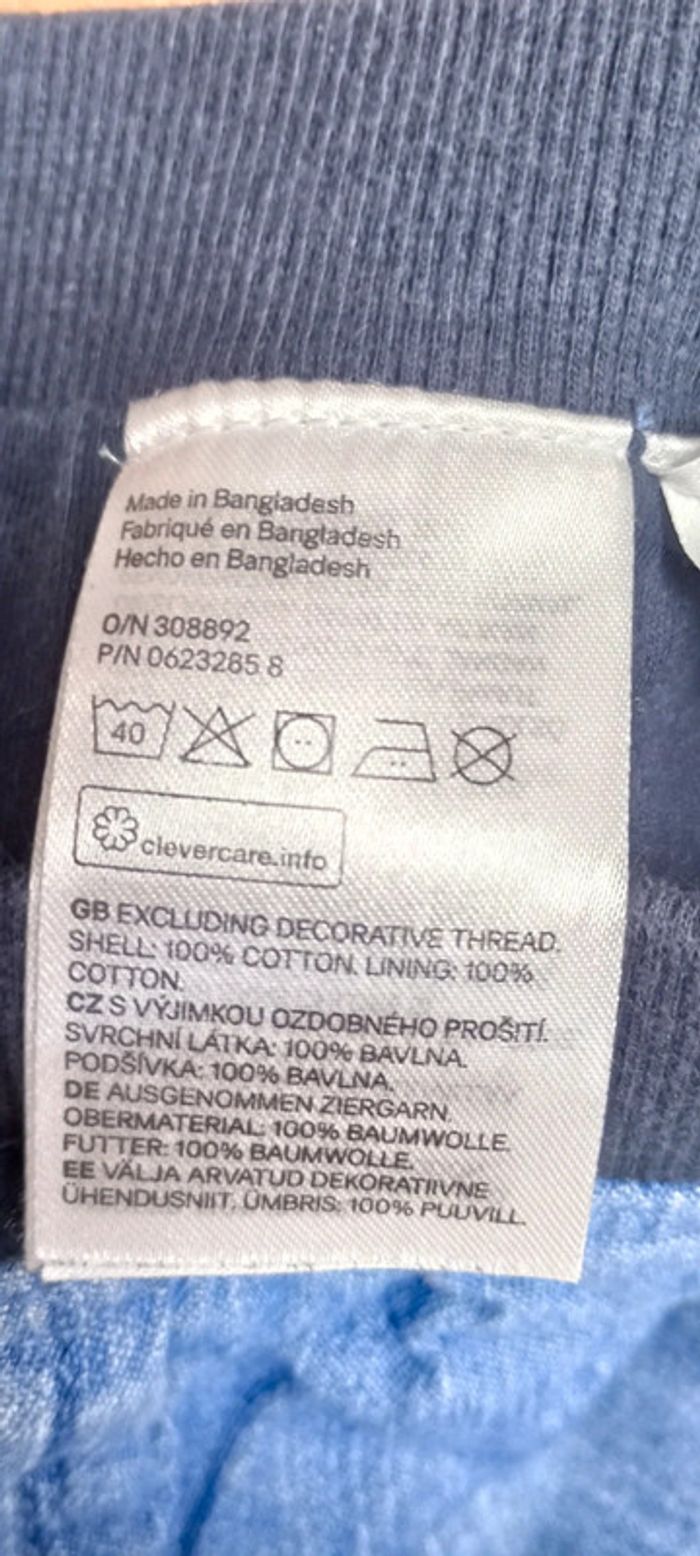 Made in Bangladesh
Fabriqué en Bangladesh
Hecho en Bangladesh
O/N 308892
P/N 0623285 8
40
clevercare.info
GB EXCLUDING DECORATIVE THREAD.
SHELL: 100% COTTON. LINING: 100%
COTTON.
CZ S VÝJIMKOU OZDOBNÉHO PROŠITÍ.
SVRCHNÍ LÁTKA: 100% BAVLNA.
PODŠÍVKA: 100% BAVLNA.
DE AUSGENOMMEN ZIERGARN.
OBERMATERIAL: 100% BAUMWOLLE.
FUTTER: 100% BAUMWOLLE.
EE VÄLJA ARVATUD DEKORATIIVNE
ÜHENDUSNIIT. ÜMBRIS: 100% PUUVILL.